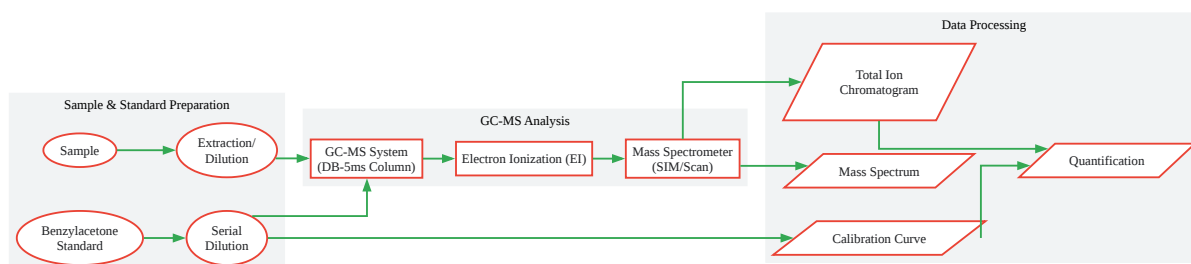 Data Processing
Sample & Standard Preparation
GC-MS Analysis
Sample
Extraction/
Dilution
GC-MS System
(DB-5ms Column)
Electron Ionization (EI)
Mass Spectrometer
(SIM/Scan)
Total Ion
Chromatogram
Mass Spectrum
Quantification
Benzylacetone
Standard
Serial
Dilution
Calibration Curve